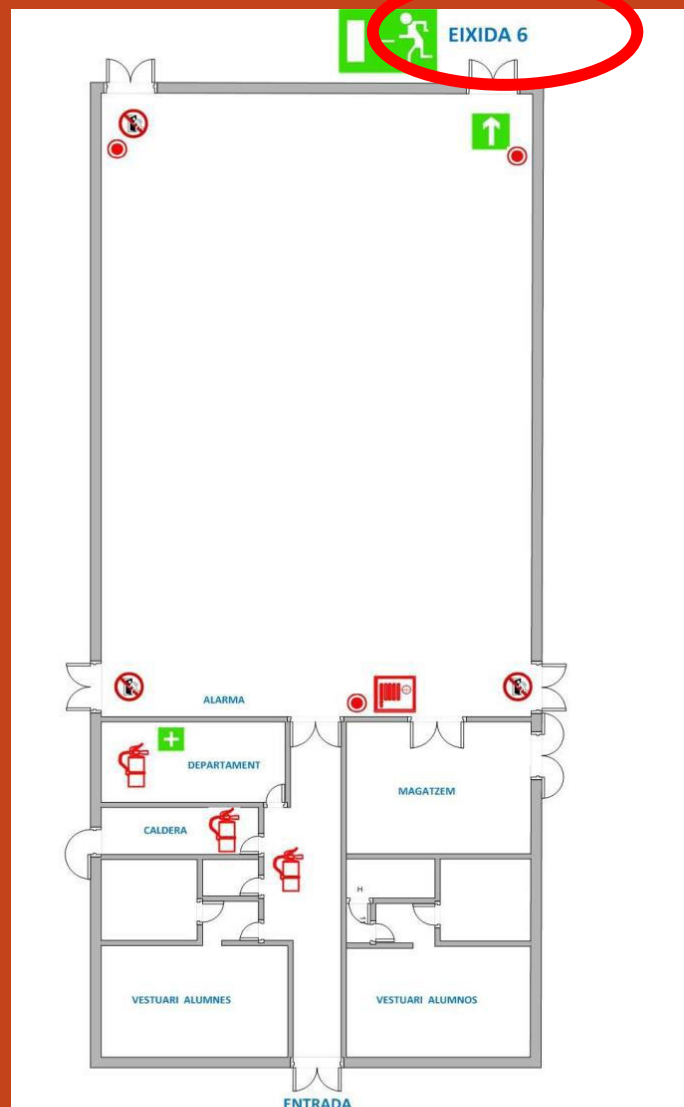 EIXIDA 6
ALARMA
DEPARTAMENT
MAGATZEM
CALDERA
H
VESTUARI ALUMNES
VESTUARI ALUMNOS
ENTRADA